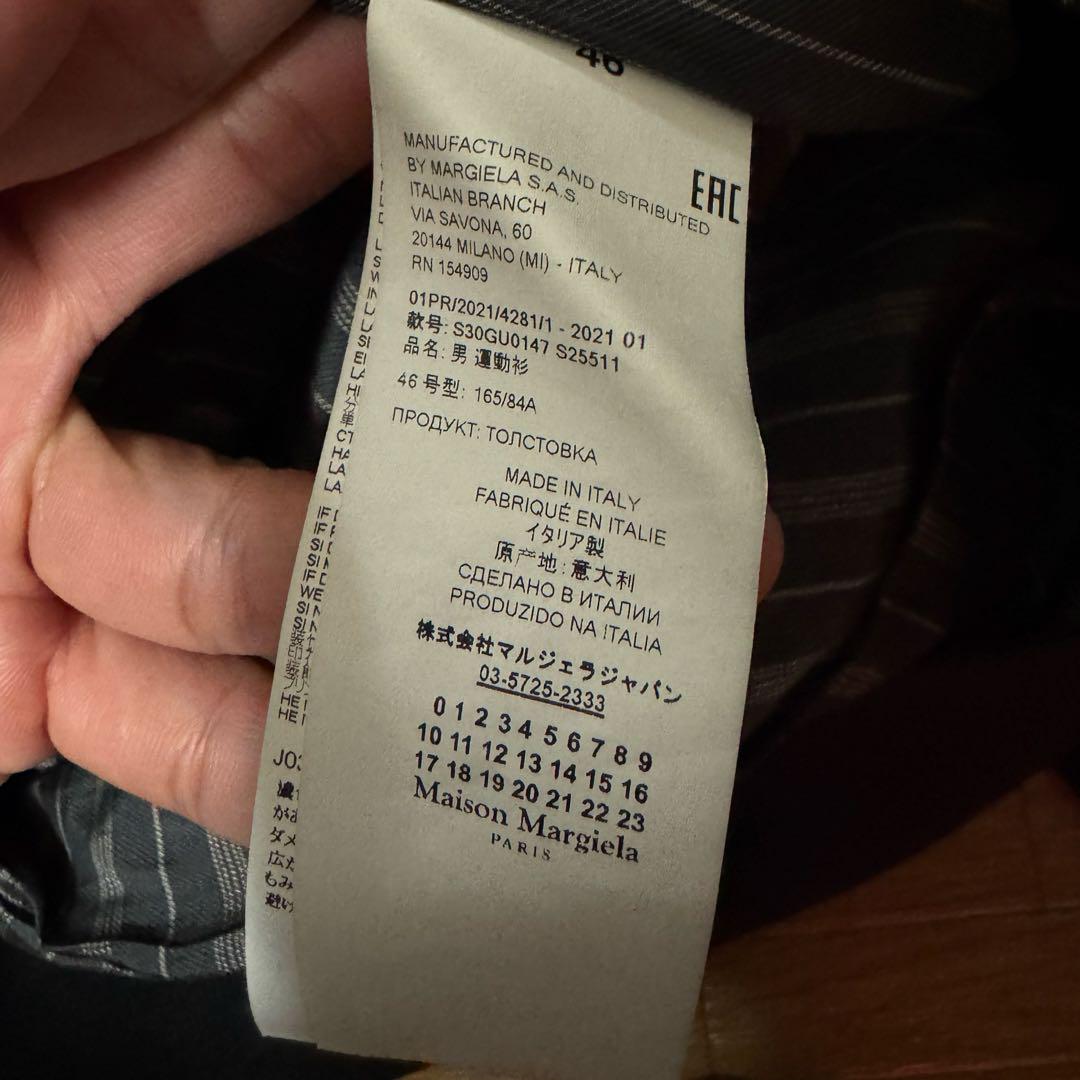 46
MANUFACTURED AND DISTRIBUTED
BY MARGIELA S.A.S.
EAC
ITALIAN BRANCH
VIA SAVONA, 60
20144 MILANO (MI) - ITALY
RN 154909
01PR/2021/4281/1 - 2021 01
款号: S30GU0147 S25511
品名: 男 運動衫
46 号型: 165/84A
ПРОДУКТ: ТОЛСТОВКА
MADE IN ITALY
FABRIQUÉ EN ITALIE
イタリア製
原产地: 意大利
СДЕЛАНО В ИТАЛИИ
PRODUZIDO NA ITALIA
株式会社マルジェラジャパン
03-5725-2333
0 1 2 3 4 5 6 7 8 9
10 11 12 13 14 15 16
17 18 19 20 21 22 23
Maison Margiela
PARIS